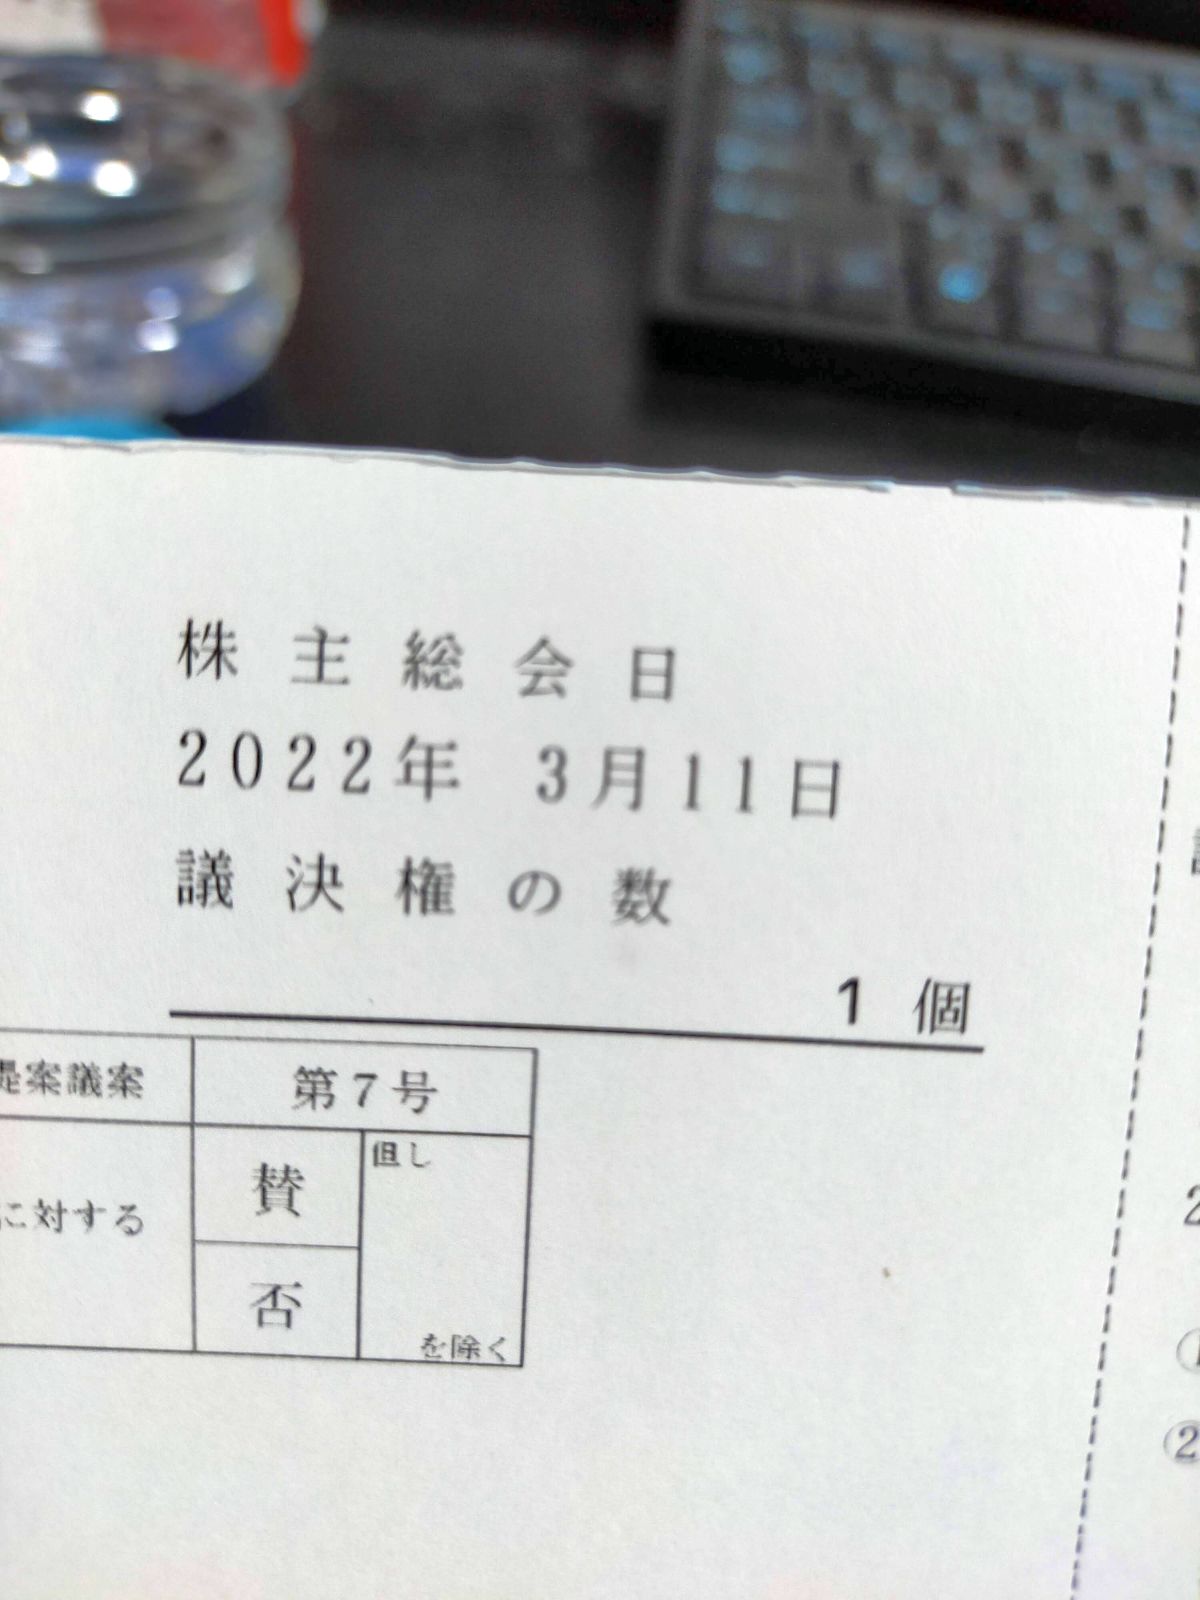 株主総会日
2022年 3月11日
議決権の数
1 個
案議案
第7号
に対する
賛
否
但し
を除く
2
②